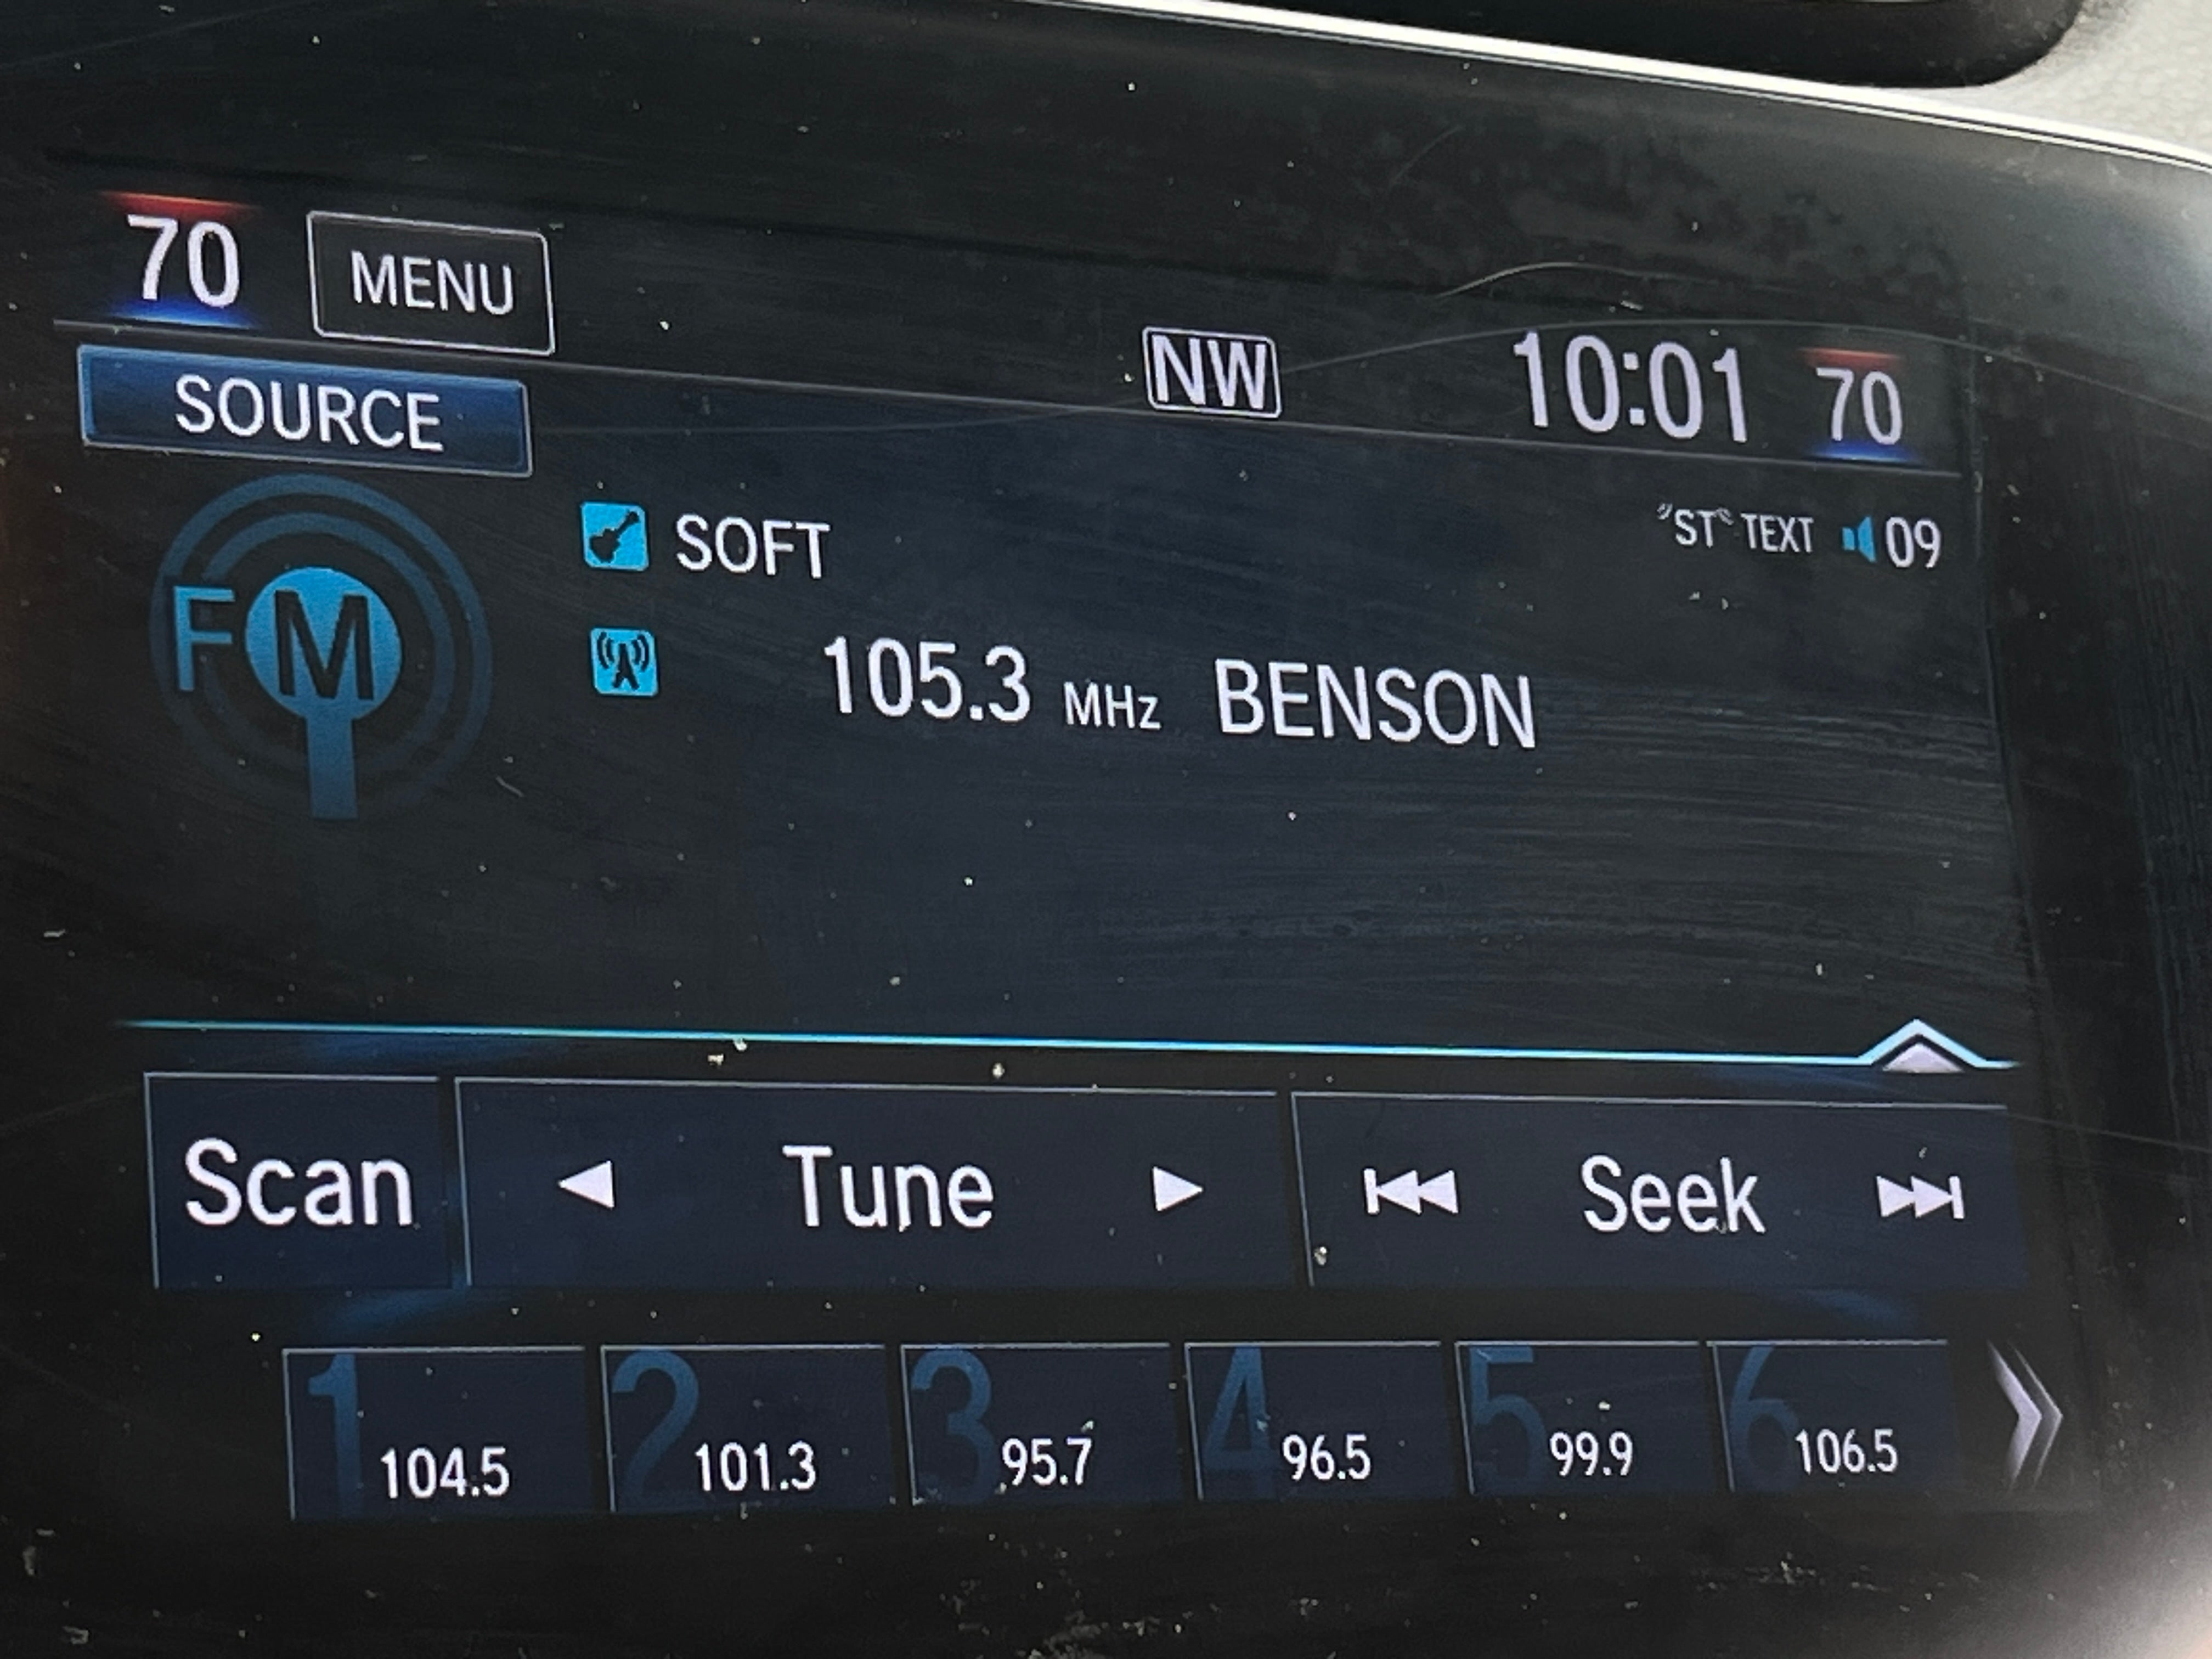 70 MENU NW 10:01 70
SOURCE
SOFT "ST" TEXT 09
FM
105.3 MHz BENSON
Scan Tune Seek
1 104.5 2 101.3 3 95.7 4 96.5 5 99.9 6 106.5